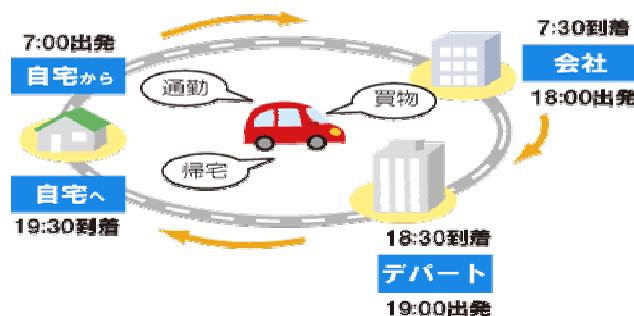 7:00出発
自宅から
通勤
買物
帰宅
7:30到着
会社
18:00出発
自宅へ
19:30到着
18:30到着
デパート
19:00出発